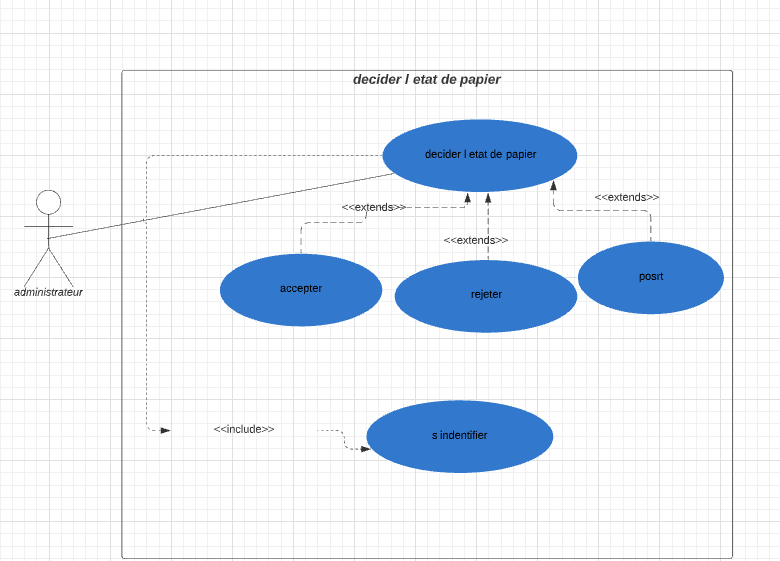 decider l etat de papier
decider l etat de papier
<<extends>>
<<extends>>
<<extends>>
accepter
rejeter
posrt
administrateur
<<include>>
s indentifier